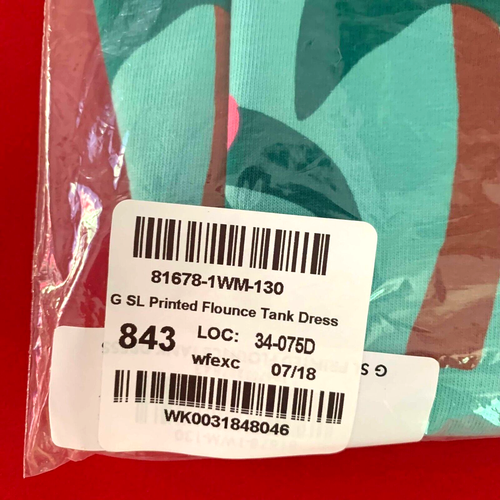 81678-1WM-130
G SL Printed Flounce Tank Dress
843 LOC: 34-075D
wfexc 07/18
WK0031848046
G S